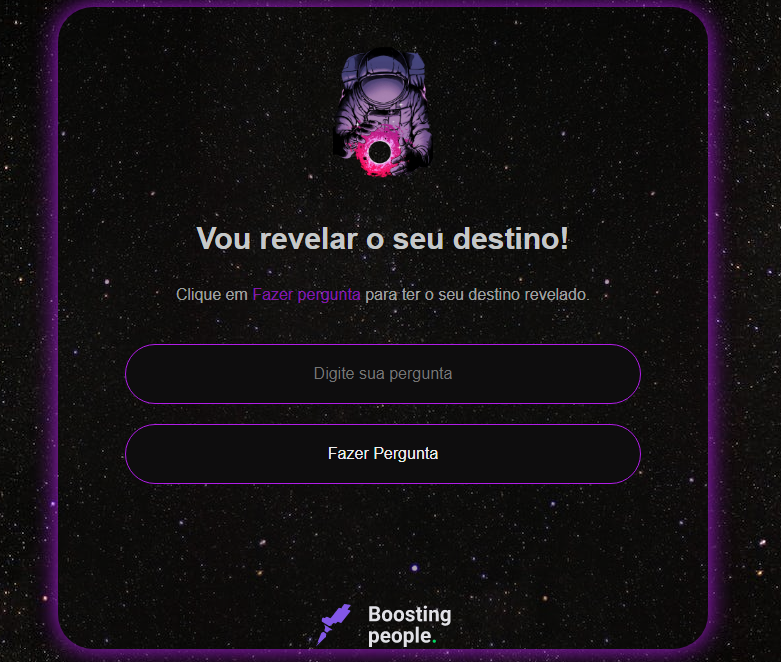 Vou revelar o seu destino!
Clique em Fazer pergunta para ter o seu destino revelado.
Digite sua pergunta
Fazer Pergunta
Boosting
people.